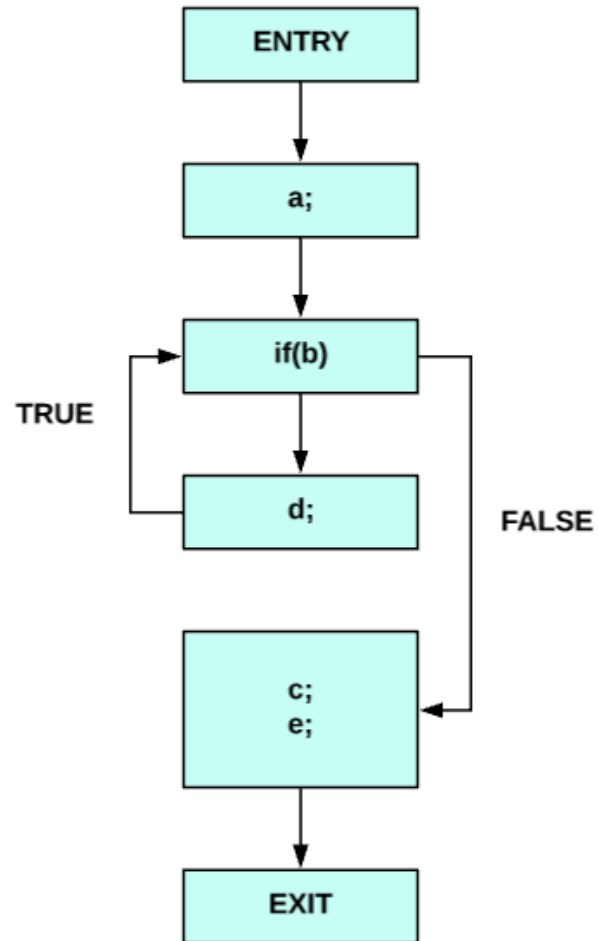 ENTRY
a;
if(b)
TRUE
d;
FALSE
c;
e;
EXIT